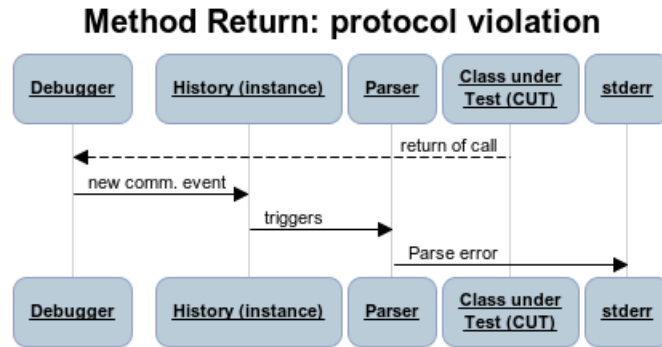 Method Return: protocol violation
Debugger
History (instance)
Parser
Class under
Test (CUT)
stderr
return of call
new comm. event
triggers
Parse error
Debugger
History (instance)
Parser
Class under
Test (CUT)
stderr